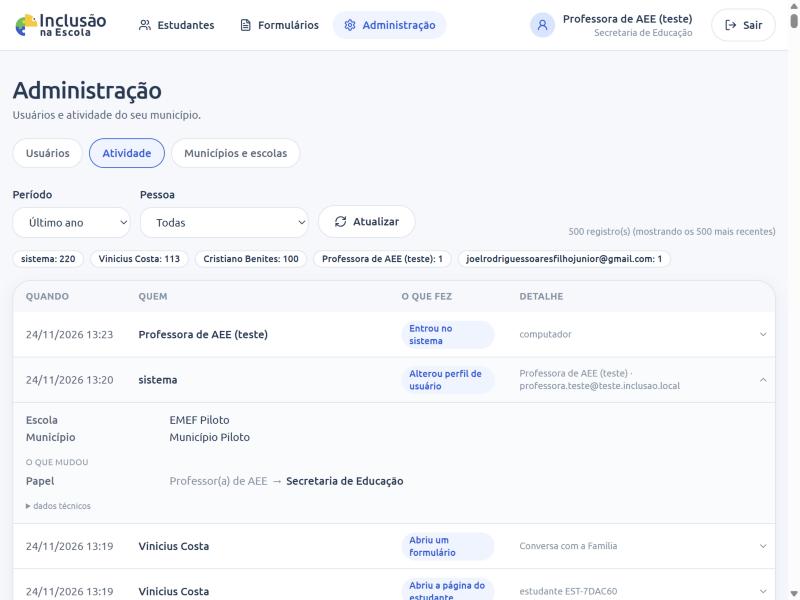 Inclusão
na Escola
Estudantes
Formulários
Administração
Professora de AEE (teste)
Secretaria de Educação
Sair
Administração
Usuários e atividade do seu município.
Usuários
Atividade
Municípios e escolas
Período
Pessoa
Último ano
Todas
Atualizar
500 registro(s) (mostrando os 500 mais recentes)
sistema: 220
Vinicius Costa: 113
Cristiano Benites: 100
Professora de AEE (teste): 1
joelrodriguessoaresfilhojunior@gmail.com: 1
QUANDO QUEM O QUE FEZ DETALHE
24/11/2026 13:23 Professora de AEE (teste) Entrou no
sistema
computador
24/11/2026 13:20 sistema Alterou perfil de
usuário
Professora de AEE (teste) ·
professora.teste@teste.inclusao.local
Escola EMEF Piloto
Município Município Piloto
O QUE MUDOU
Papel Professor(a) de AEE → Secretaria de Educação
▸ dados técnicos
24/11/2026 13:19 Vinicius Costa Abriu um
formulário
Conversa com a Família
24/11/2026 13:19 Vinicius Costa Abriu a página do
estudante
estudante EST-7DAC60